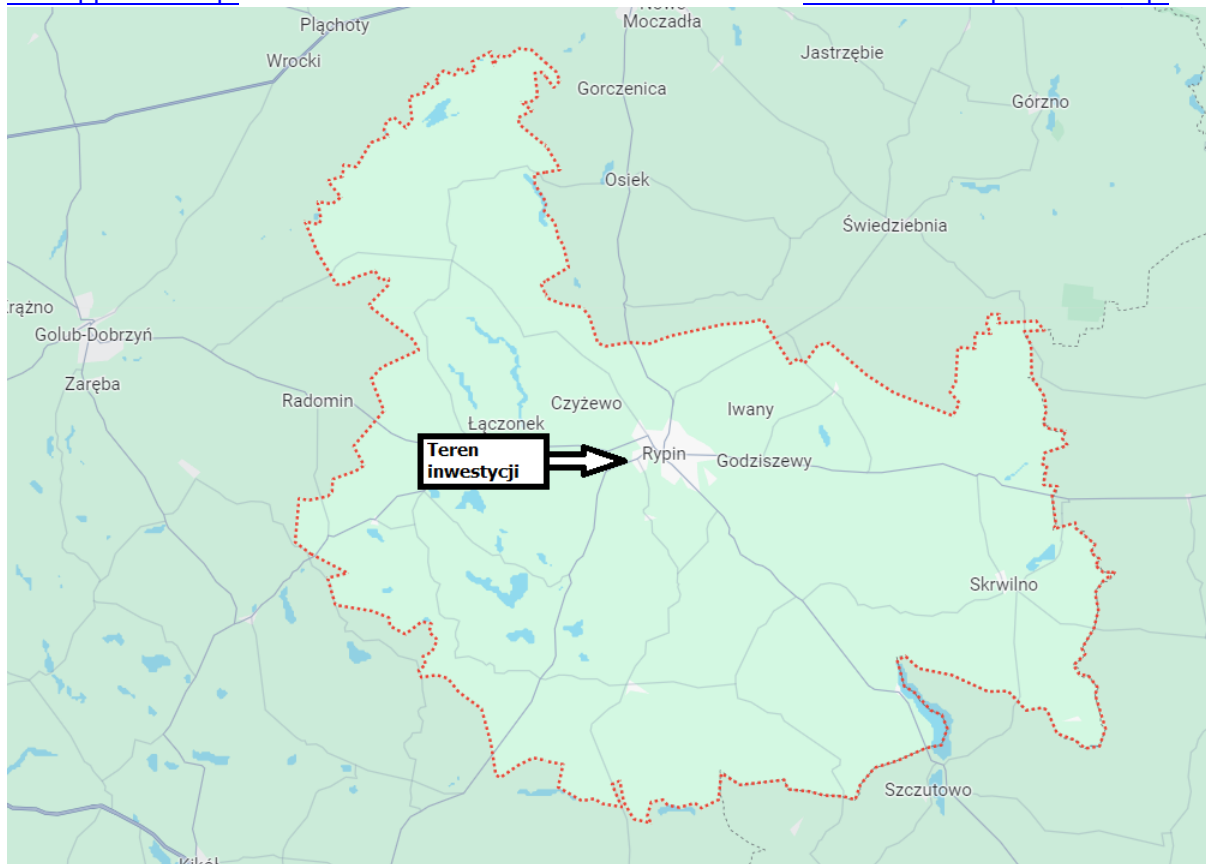 Płąchoty
Moczadła
Wrocki
Jastrzębie
Gorczenica
Górzno
Osiek
Świedziebnia
Golub-Dobrzyń
Zaręba
Radomin
Czyżewo
Iwany
Łączonek
Teren
inwestycji
Rypin
Godziszewy
Skrwilno
Szczutowo